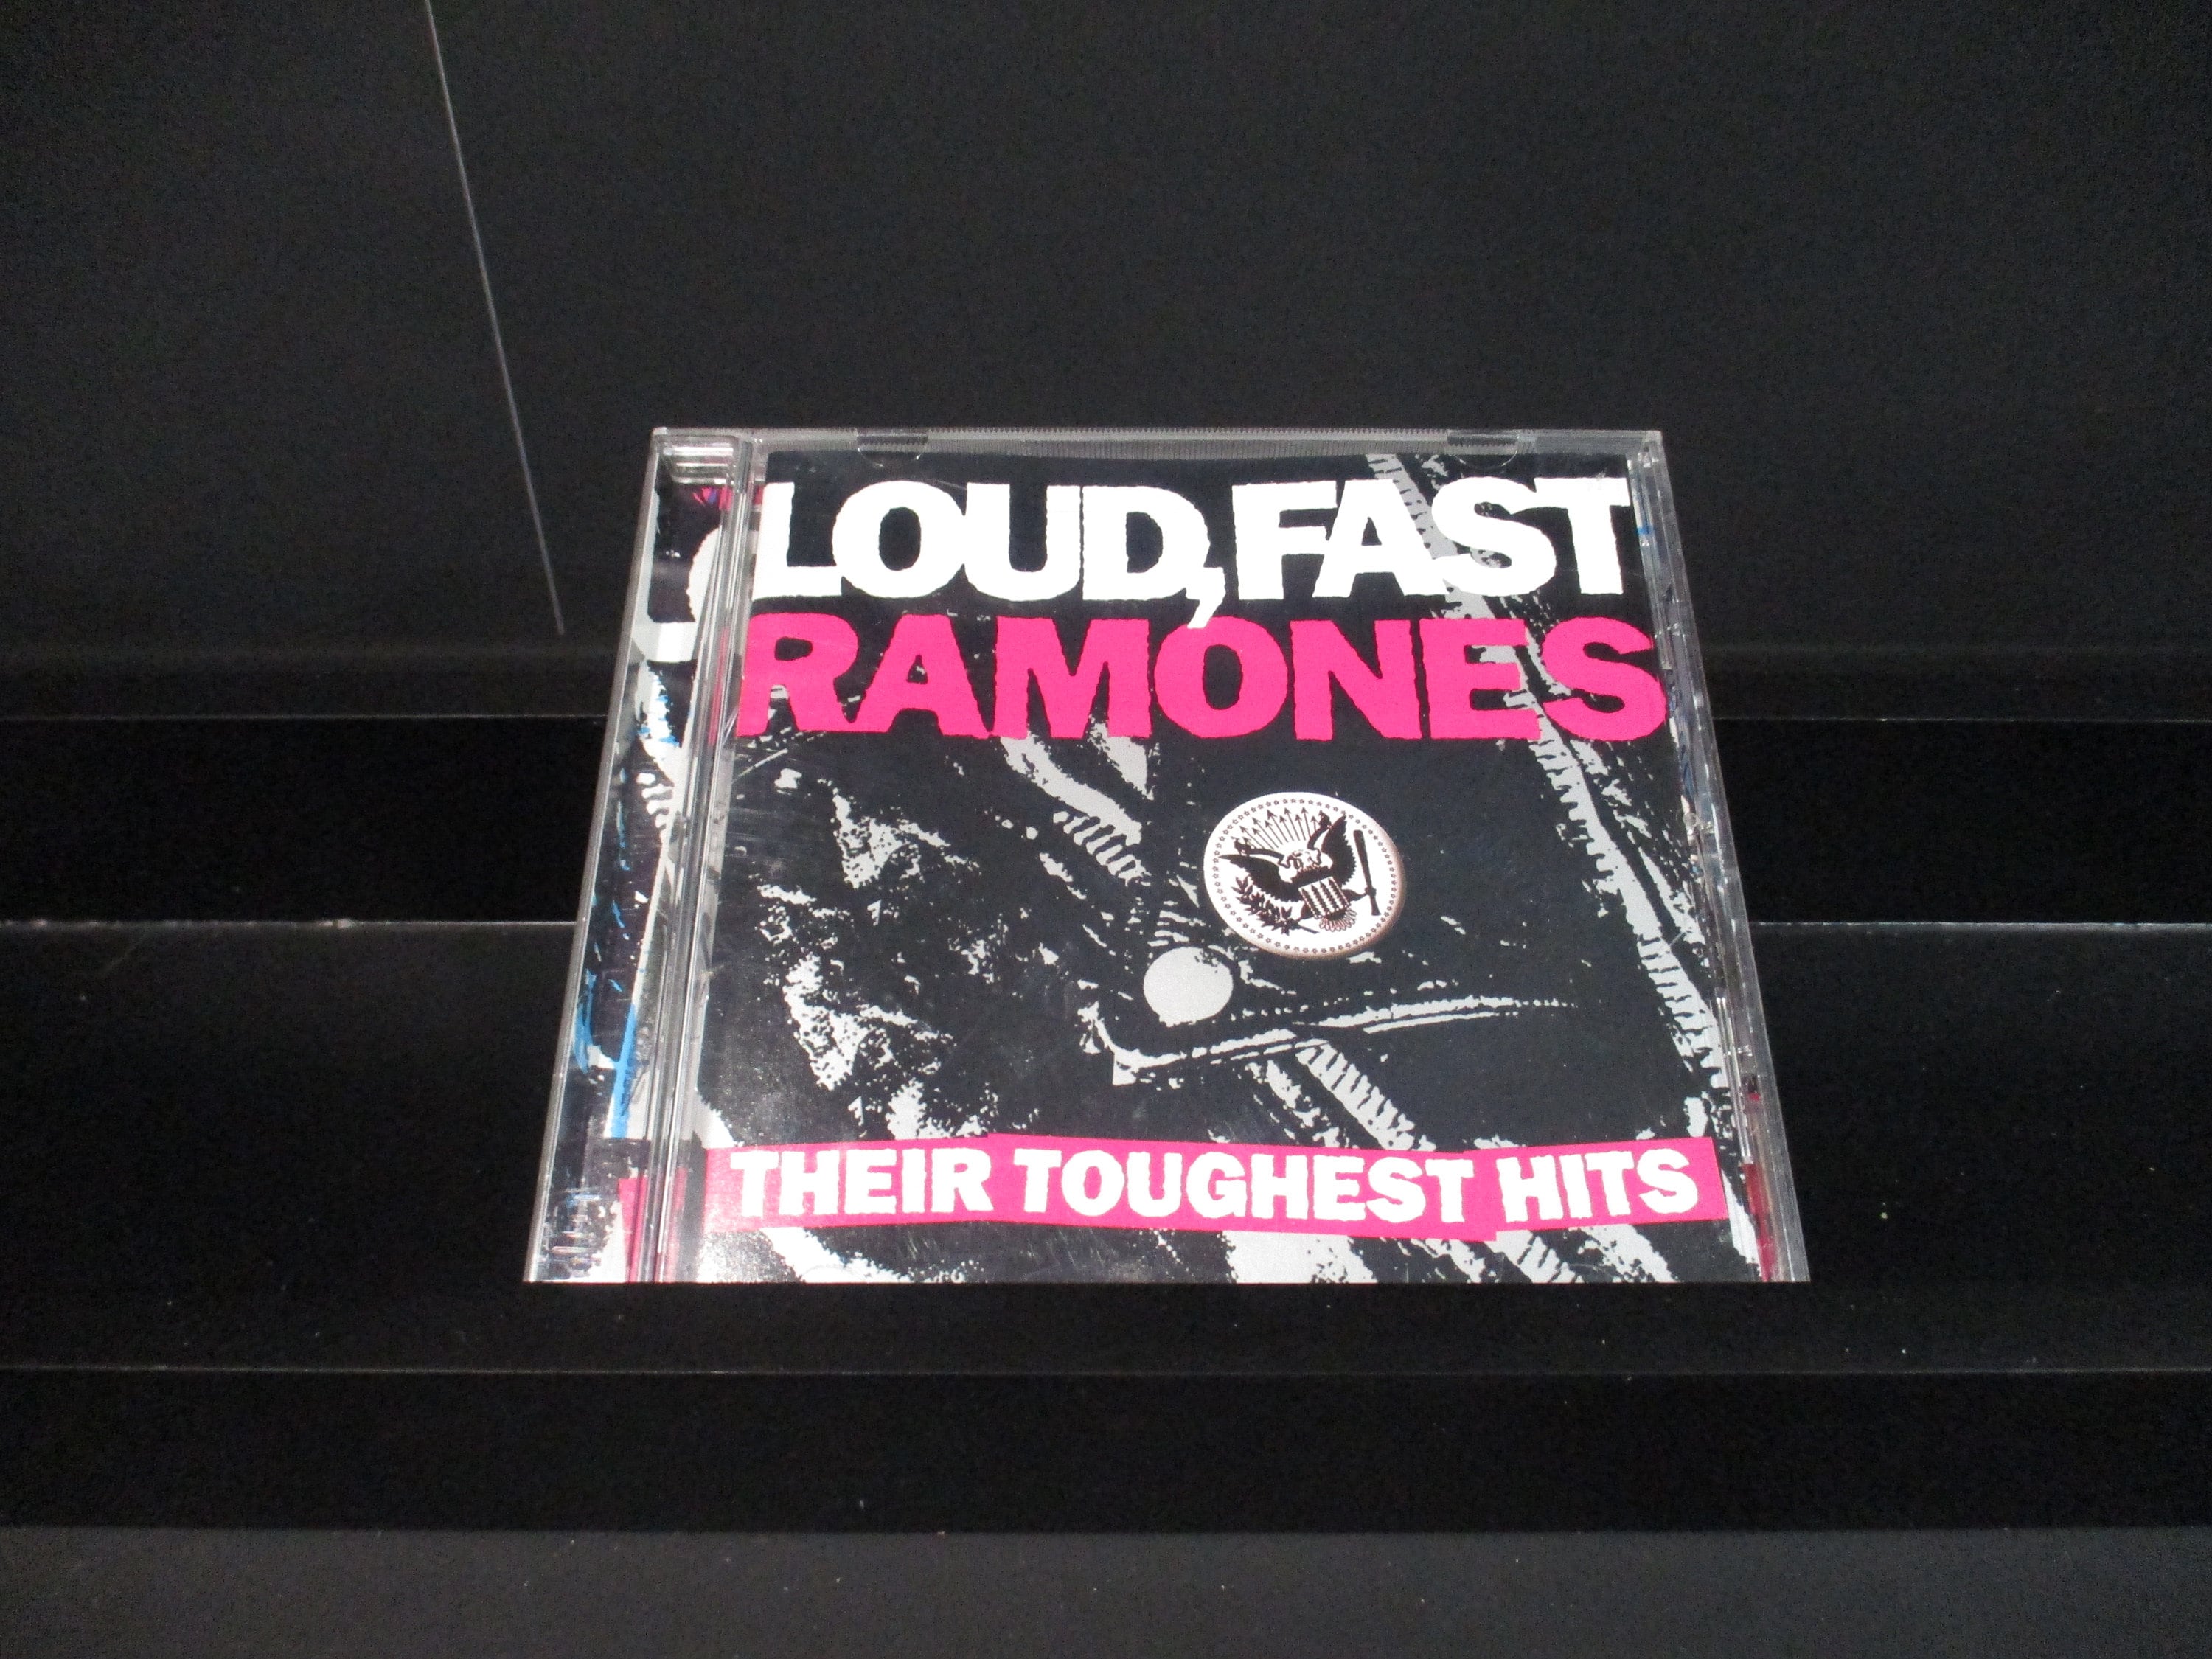 LOUD, FAST
RAMONES
THEIR TOUGHEST HITS